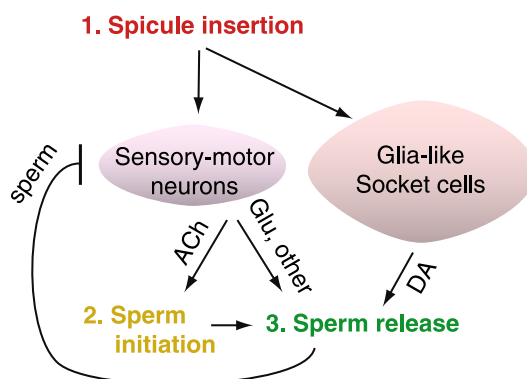 1. Spicule insertion
sperm
Sensory-motor
neurons
Glia-like
Socket cells
ACh
Glu, other
DA
2. Sperm
initiation
3. Sperm release